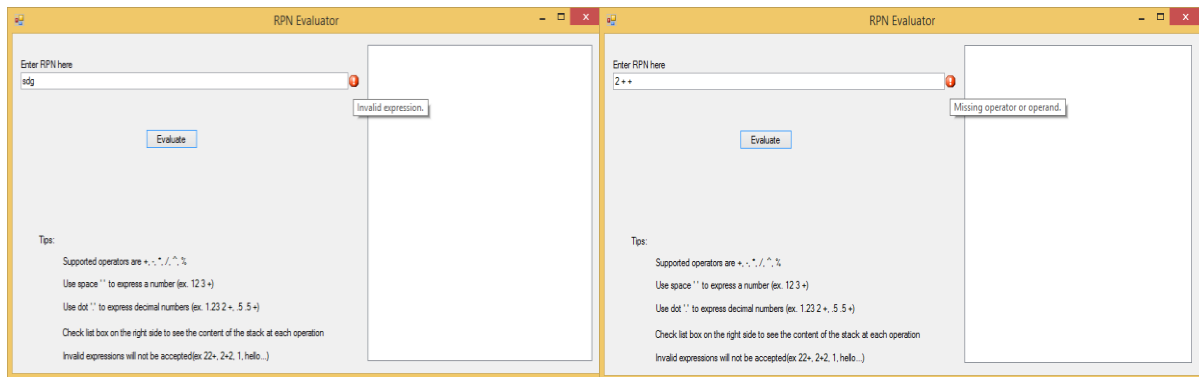 RPN Evaluator
Enter RPN here
sdg
Invalid expression.
Evaluate
Tips:
Supported operators are +, -, *, /, ^, %
Use space ' ' to express a number (ex. 12 3 +)
Use dot '.' to express decimal numbers (ex. 1.23 2 +, .5 .5 +)
Check list box on the right side to see the content of the stack at each operation
Invalid expressions will not be accepted(ex 22+, 2+2, 1, hello...)
RPN Evaluator
Enter RPN here
2 + +
Missing operator or operand.
Evaluate
Tips:
Supported operators are +, -, *, /, ^, %
Use space ' ' to express a number (ex. 12 3 +)
Use dot '.' to express decimal numbers (ex. 1.23 2 +, .5 .5 +)
Check list box on the right side to see the content of the stack at each operation
Invalid expressions will not be accepted(ex 22+, 2+2, 1, hello...)